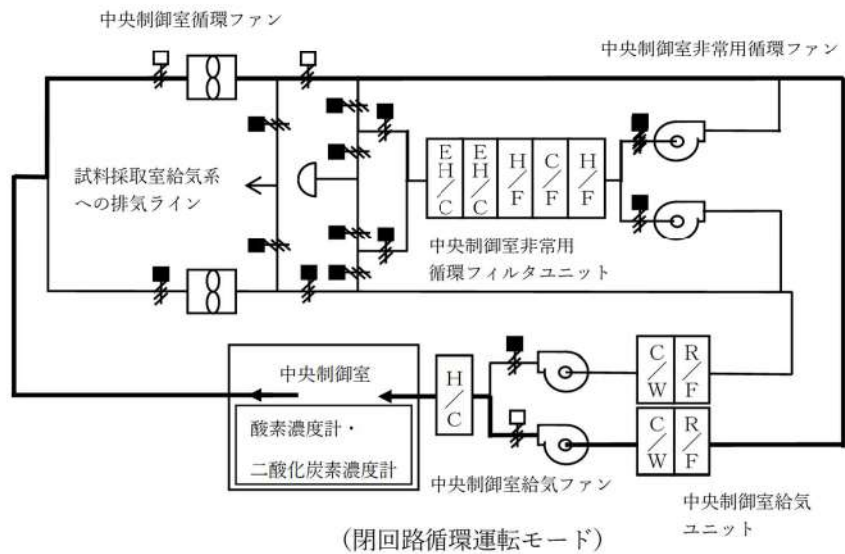 中央制御室循環ファン
中央制御室非常用循環ファン
試料採取室給気系
への排気ライン
EH/C
EH/C
H/F
C/F
H/F
中央制御室非常用
循環フィルタユニット
中央制御室
酸素濃度計・
二酸化炭素濃度計
H/C
C/W
R/F
C/W
R/F
中央制御室給気ファン
中央制御室給気
ユニット
（閉回路循環運転モード）